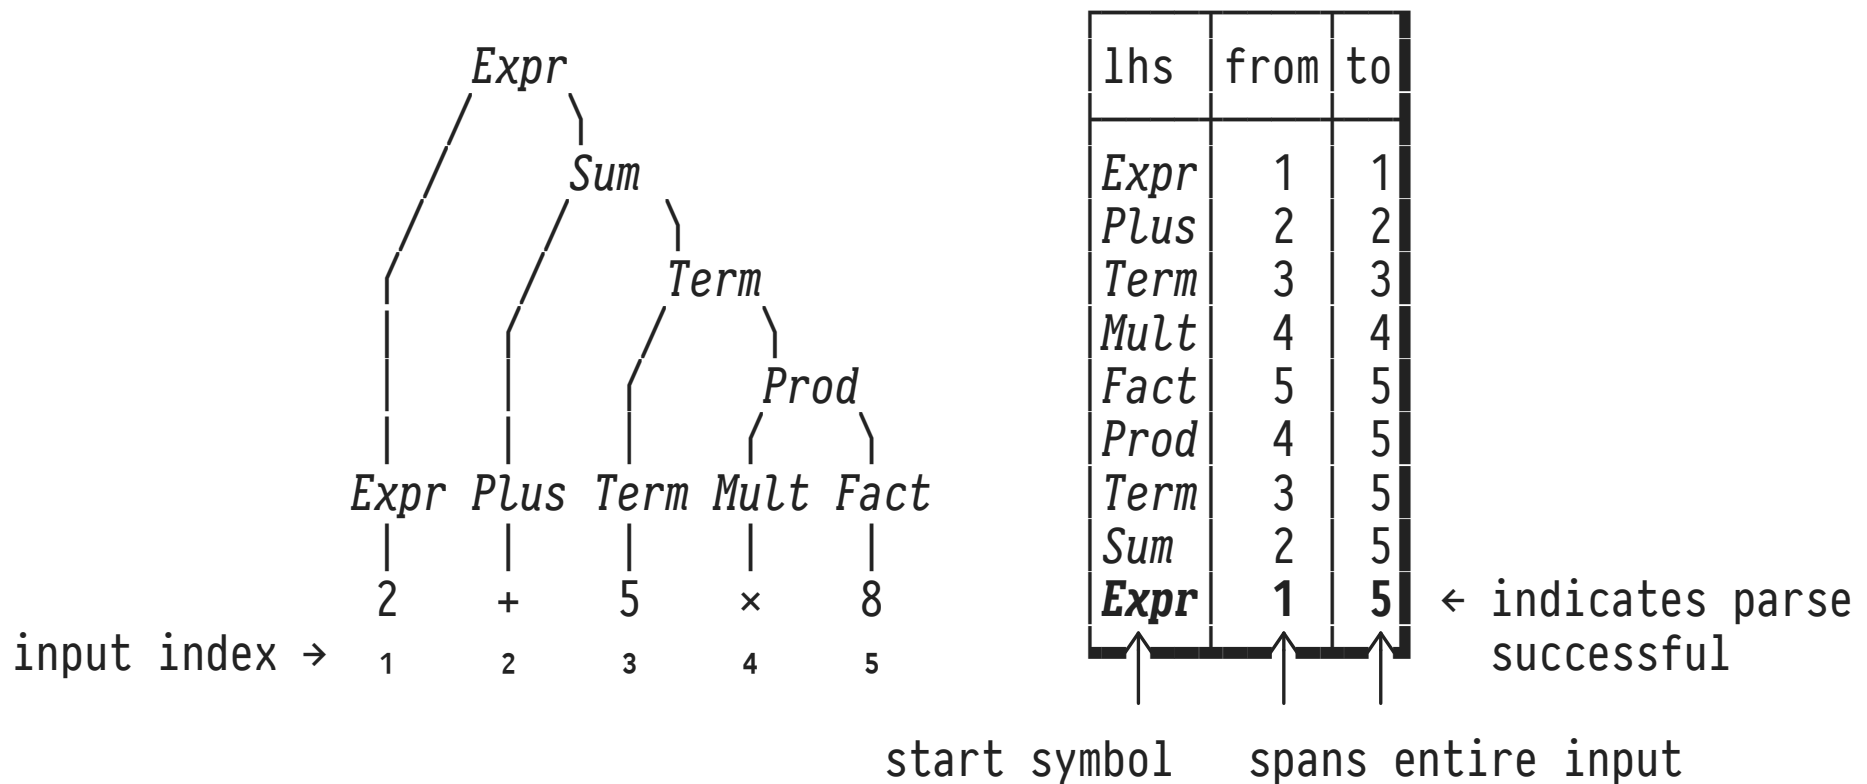 Expr
Sum
Term
Prod
Expr Plus Term Mult Fact
2 + 5 × 8
input index → 1 2 3 4 5
lhs from to
Expr 1 1
Plus 2 2
Term 3 3
Mult 4 4
Fact 5 5
Prod 4 5
Term 3 5
Sum 2 5
Expr 1 5 ← indicates parse
successful
start symbol spans entire input